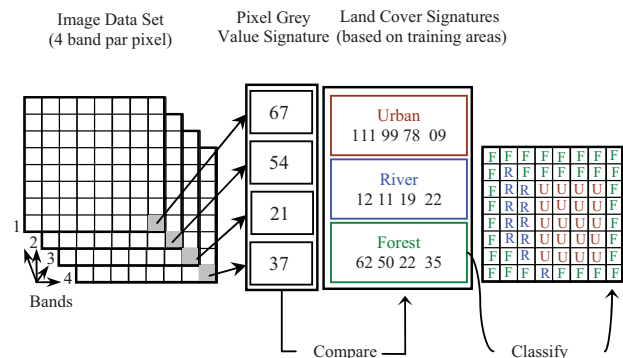 Image Data Set
(4 band par pixel)
Pixel Grey
Value Signature
Land Cover Signatures
(based on training areas)
67
54
21
37
Urban
111 99 78 09
River
12 11 19 22
Forest
62 50 22 35
1
2
3
4
Bands
F F F F F F F F
F R F F F F F F
F R R U U U U F
F R R U U U U F
F R R U U U U F
F R R U U U U F
F F R U U U U F
F F F R F F F F
Compare
Classify